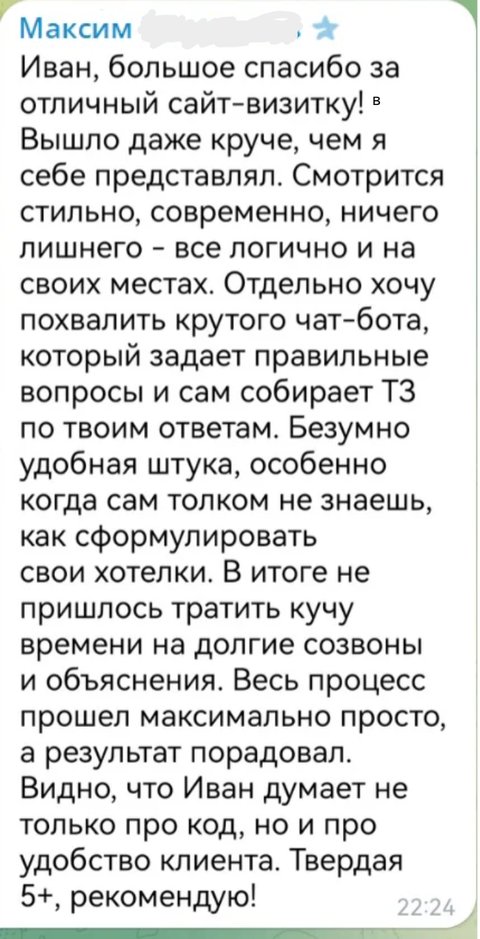 Максим
Иван, большое спасибо за
отличный сайт-визитку! в
Вышло даже круче, чем я
себе представлял. Смотрится
стильно, современно, ничего
лишнего - все логично и на
своих местах. Отдельно хочу
похвалить крутого чат-бота,
который задает правильные
вопросы и сам собирает ТЗ
по твоим ответам. Безумно
удобная штука, особенно
когда сам толком не знаешь,
как сформулировать
свои хотелки. В итоге не
пришлось тратить кучу
времени на долгие созвоны
и объяснения. Весь процесс
прошел максимально просто,
а результат порадовал.
Видно, что Иван думает не
только про код, но и про
удобство клиента. Твердая
5+, рекомендую!
22:24